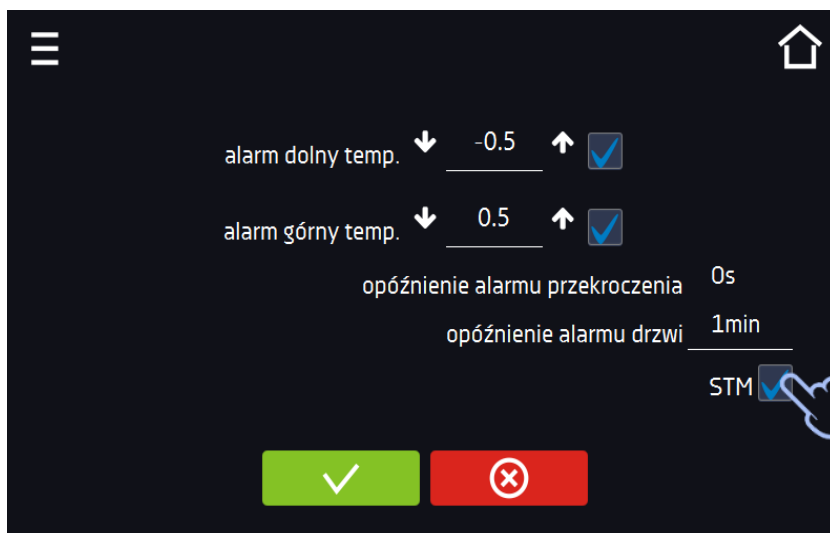 alarm dolny temp. -0.5
alarm górny temp. 0.5
opóźnienie alarmu przekroczenia 0s
opóźnienie alarmu drzwi 1min
STM